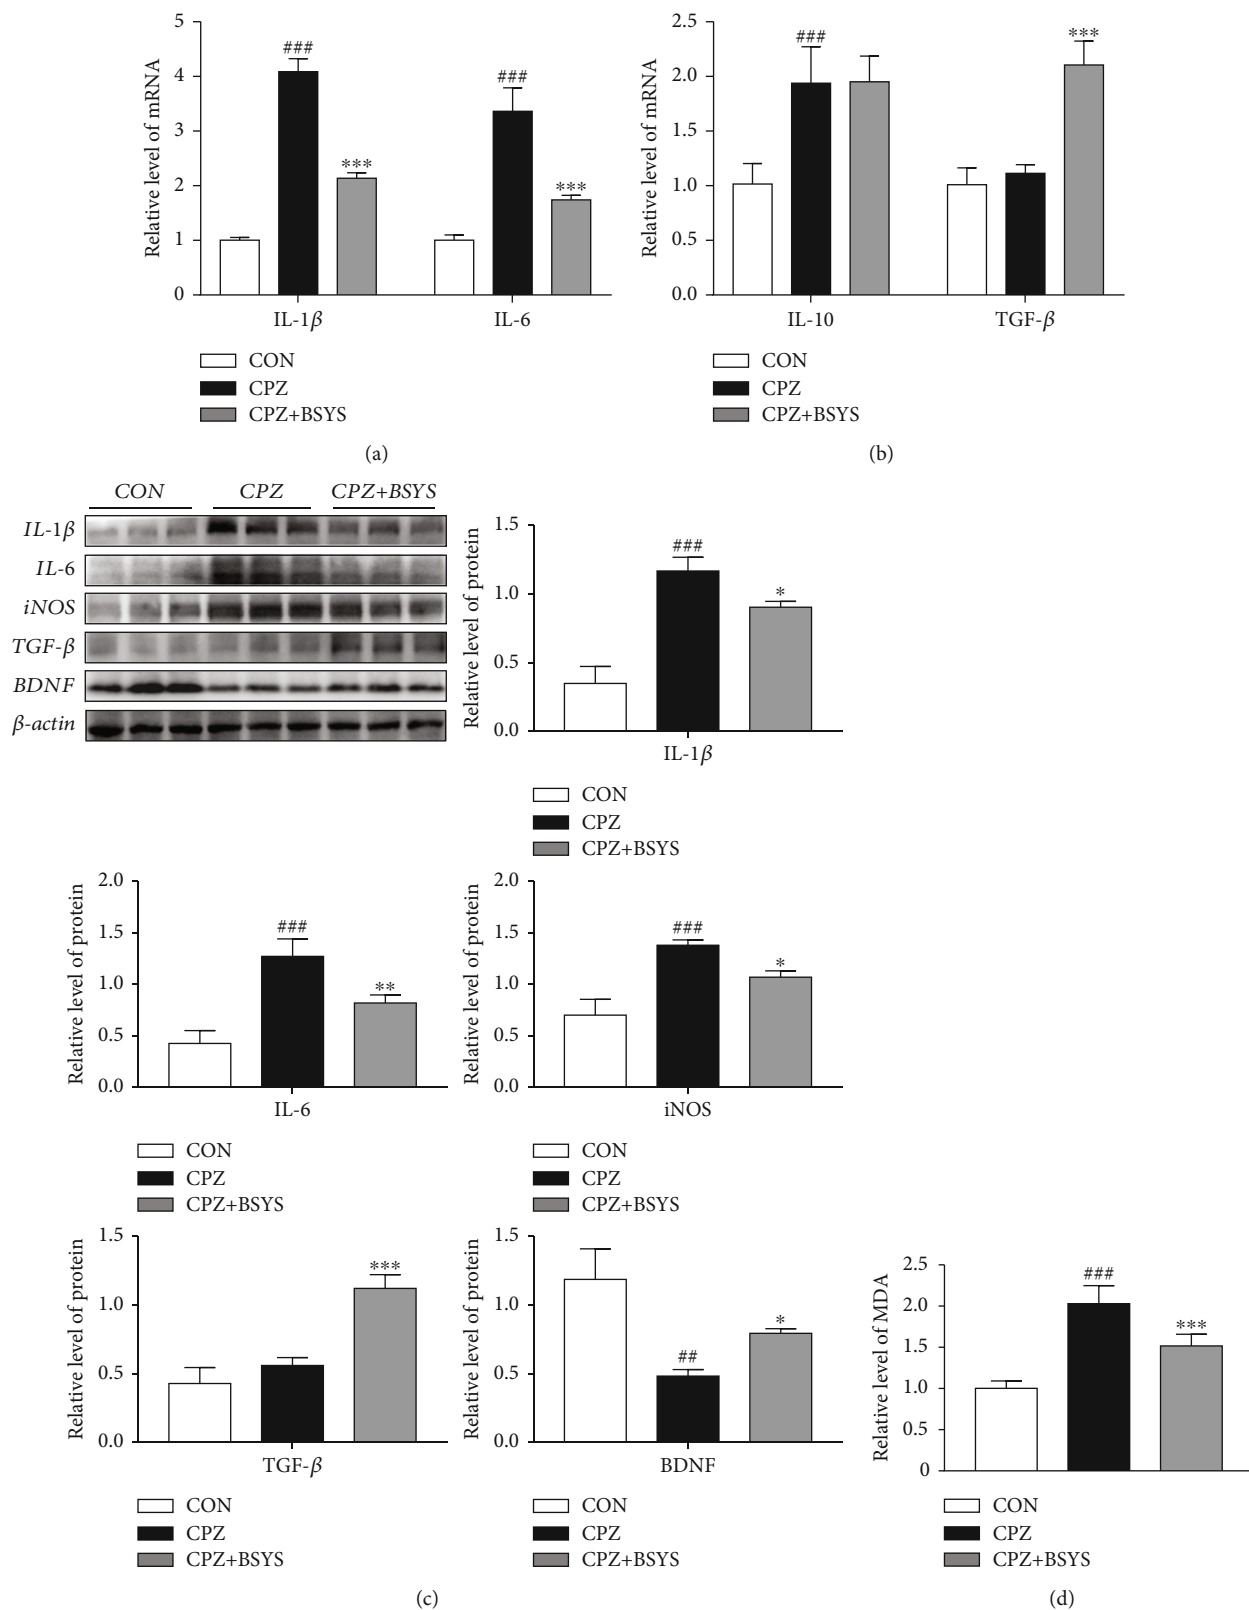 Relative level of mRNA
5
4
3
2
1
0
###
***
###
***
IL-1β
IL-6
CON
CPZ
CPZ+BSYS
(a)
Relative level of mRNA
2.5
2.0
1.5
1.0
0.5
0.0
###
***
IL-10
TGF-β
CON
CPZ
CPZ+BSYS
(b)
CON CPZ CPZ+BSYS
IL-1β
IL-6
iNOS
TGF-β
BDNF
β-actin
Relative level of protein
1.5
1.0
0.5
0.0
###
*
IL-1β
CON
CPZ
CPZ+BSYS
Relative level of protein
2.0
1.5
1.0
0.5
0.0
###
**
IL-6
CON
CPZ
CPZ+BSYS
Relative level of protein
2.0
1.5
1.0
0.5
0.0
###
*
iNOS
CON
CPZ
CPZ+BSYS
Relative level of protein
1.5
1.0
0.5
0.0
***
TGF-β
CON
CPZ
CPZ+BSYS
Relative level of protein
1.5
1.0
0.5
0.0
##
*
BDNF
CON
CPZ
CPZ+BSYS
(c)
Relative level of MDA
2.5
2.0
1.5
1.0
0.5
0
###
***
CON
CPZ
CPZ+BSYS
(d)